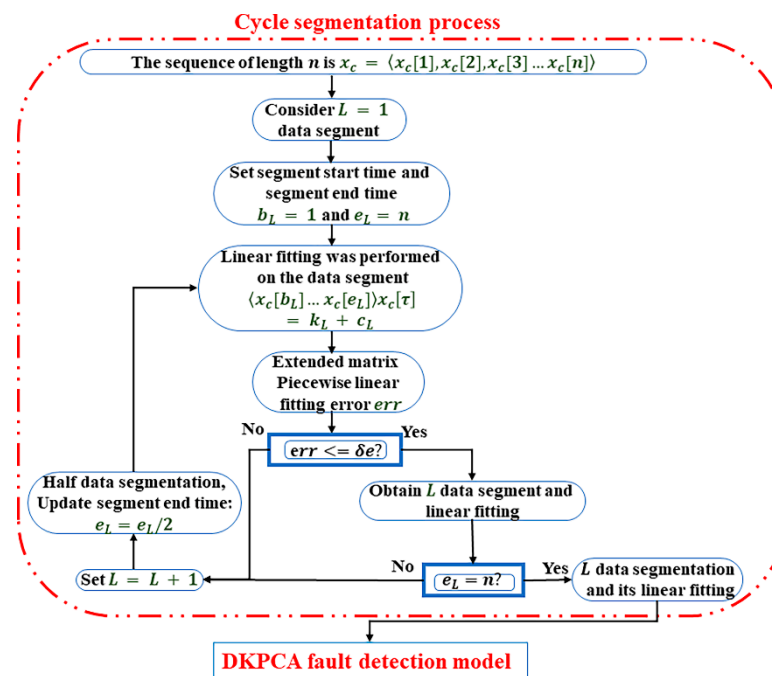 Cycle segmentation process
The sequence of length n is x_c = ⟨x_c[1], x_c[2], x_c[3] … x_c[n]⟩
Consider L = 1
data segment
Set segment start time and
segment end time
b_L = 1 and e_L = n
Linear fitting was performed
on the data segment
⟨x_c[b_L] … x_c[e_L]⟩x_c[τ]
= k_L + c_L
Extended matrix
Piecewise linear
fitting error err
No
Yes
err <= δe?
Half data segmentation,
Update segment end time:
e_L = e_L/2
Obtain L data segment and
linear fitting
Set L = L + 1
No
e_L = n?
Yes
L data segmentation
and its linear fitting
DKPCA fault detection model